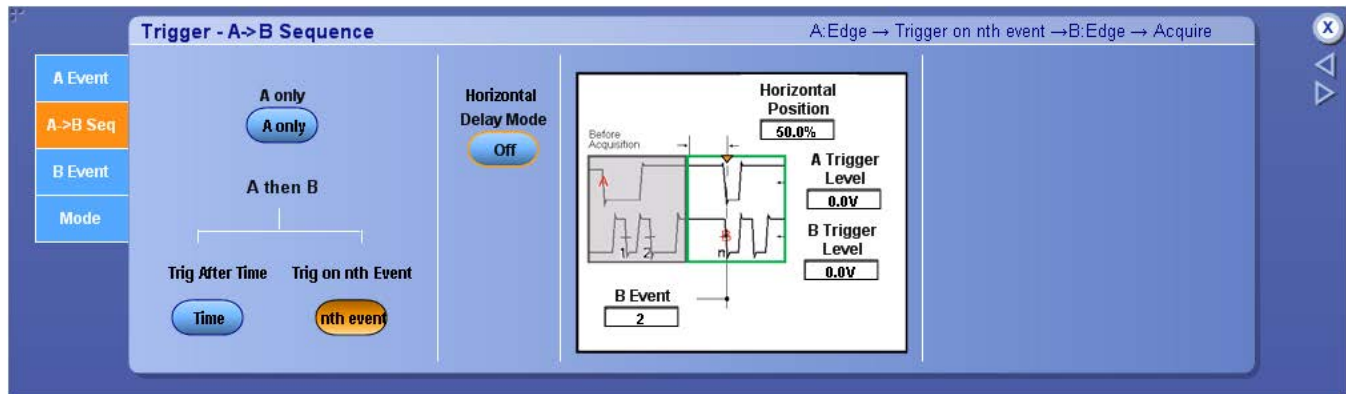 Trigger - A->B Sequence
A:Edge → Trigger on nth event →B:Edge → Acquire
X
A Event
A->B Seq
B Event
Mode
A only
A only
A then B
Trig After Time
Time
Trig on nth Event
nth event
Horizontal
Delay Mode
Off
Before
Acquisition
A
1
2
B
n
Horizontal
Position
50.0%
A Trigger
Level
0.0V
B Trigger
Level
0.0V
B Event
2